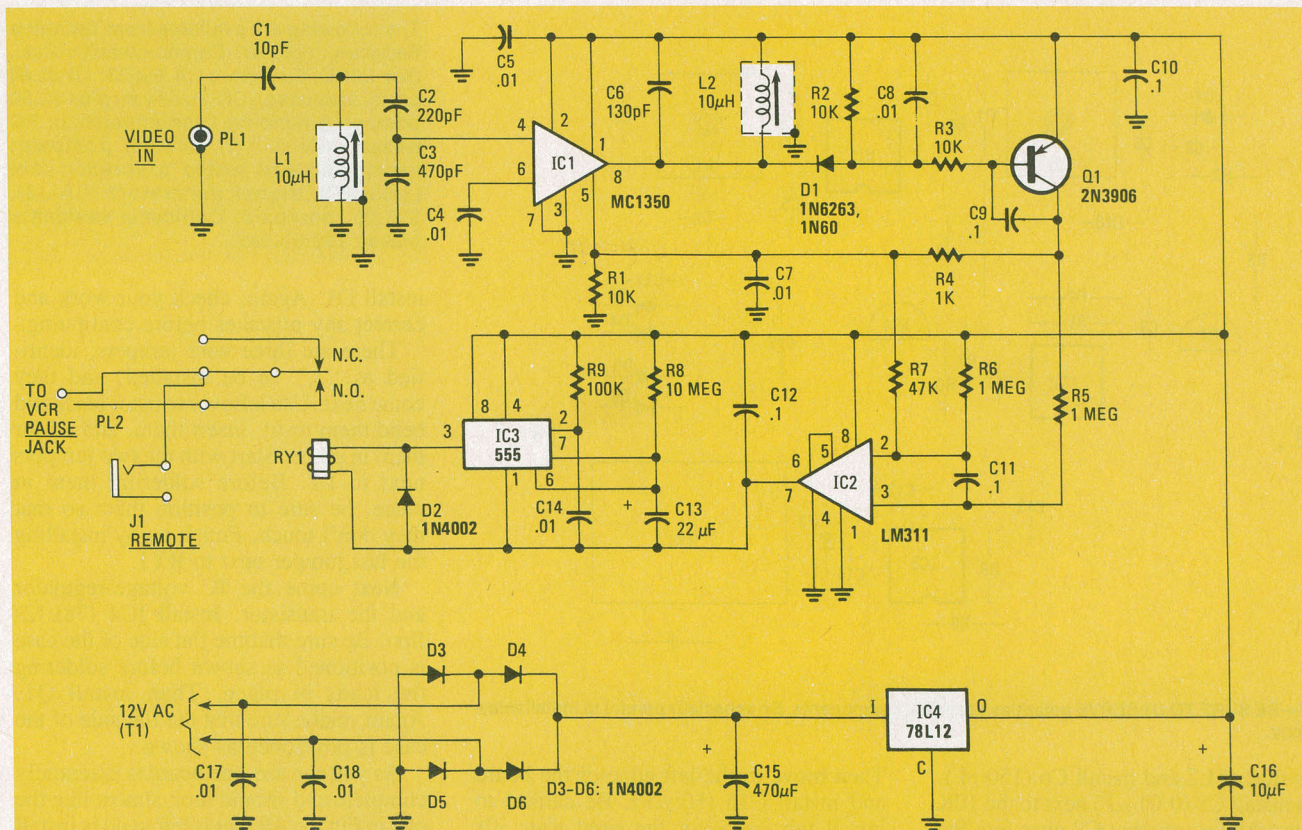 C1
10pF
VIDEO
IN
PL1
L1
10µH
C2
220pF
C3
470pF
C4
.01
C5
.01
4
6
2
1
8
5
3
7
IC1
MC1350
C6
130pF
L2
10µH
R2
10K
C8
.01
R3
10K
D1
1N6263,
1N60
C9
.1
Q1
2N3906
C10
.1
R1
10K
C7
.01
R4
1K
TO
VCR
PAUSE
JACK
PL2
N.C.
N.O.
J1
REMOTE
RY1
D2
1N4002
3
8
4
2
7
6
1
IC3
555
R9
100K
R8
10 MEG
C14
.01
+
C13
22 µF
C12
.1
6
5
8
2
7
4
1
3
IC2
LM311
R7
47K
R6
1 MEG
R5
1 MEG
C11
.1
12V AC
(T1)
C17
.01
C18
.01
D3
D4
D5
D6
D3-D6: 1N4002
+
C15
470µF
I
IC4
78L12
O
C
+
C16
10µF